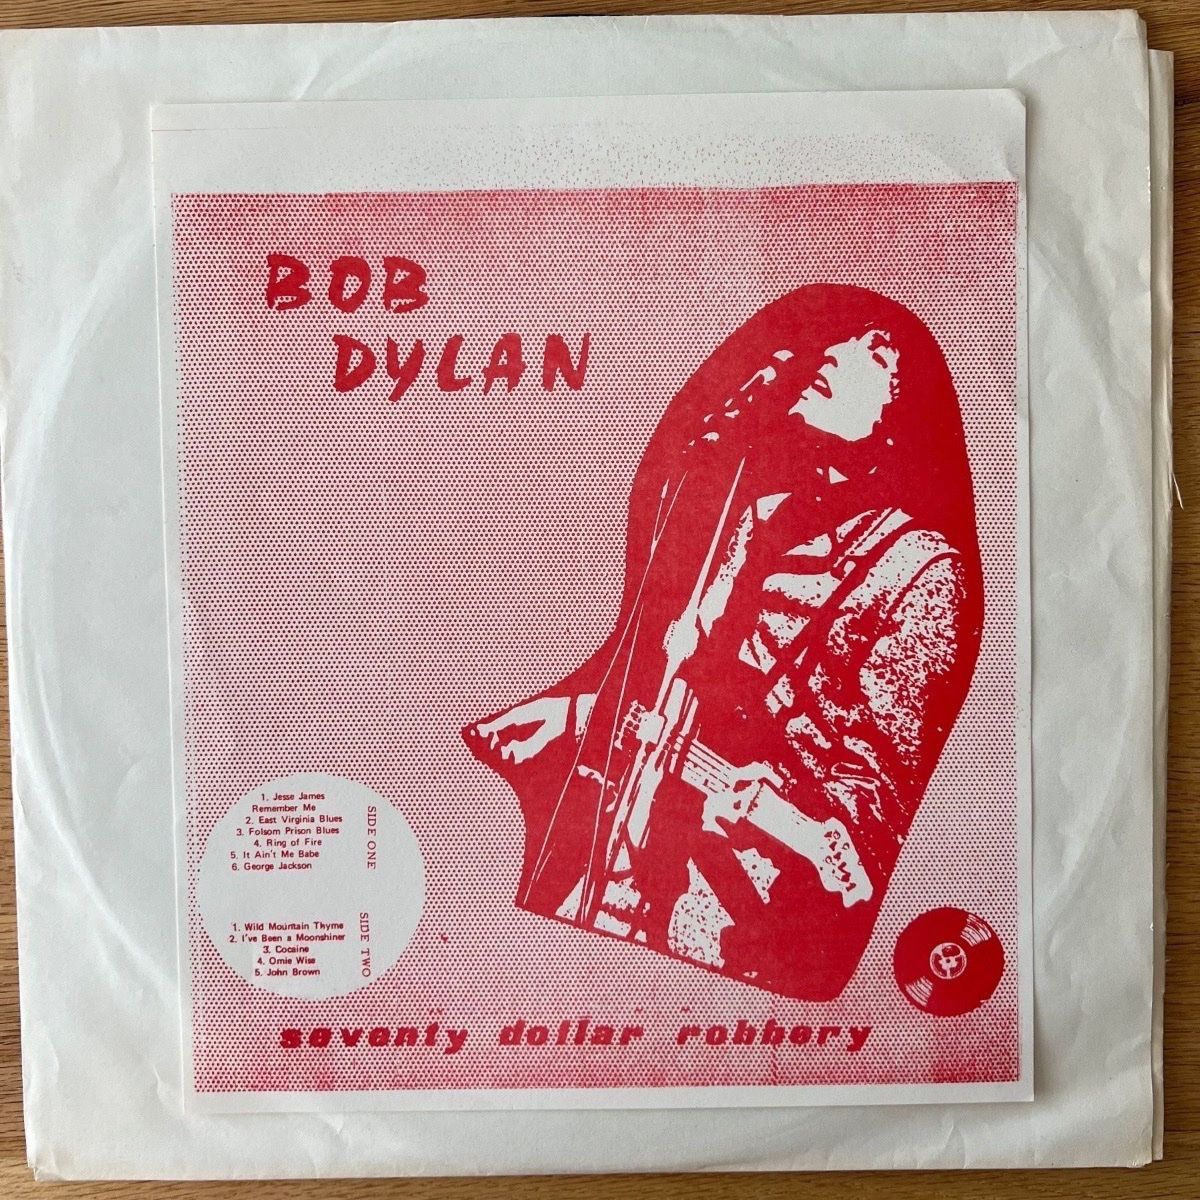 BOB
DYLAN
1. Jesse James
Remember Me
2. East Virginia Blues
3. Folsom Prison Blues
4. Ring of Fire
5. It Ain't Me Babe
6. George Jackson
SIDE ONE
1. Wild Mountain Thyme
2. I've Been a Moonshiner
3. Cocaine
4. Omie Wise
5. John Brown
SIDE TWO
seventy dollar robbery